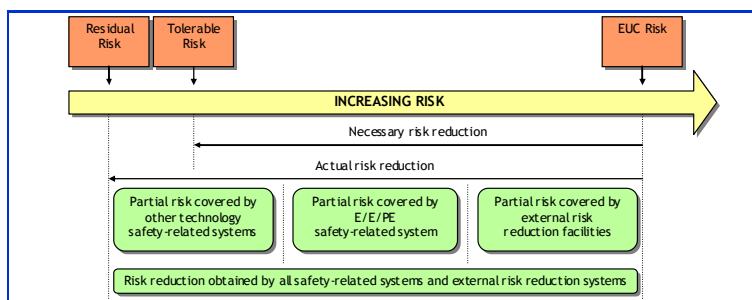 Residual
Risk
Tolerable
Risk
EUC Risk
INCREASING RISK
Necessary risk reduction
Actual risk reduction
Partial risk covered by
other technology
safety-related systems
Partial risk covered by
E/E/PE
safety-related system
Partial risk covered by
external risk
reduction facilities
Risk reduction obtained by all safety-related systems and external risk reduction systems